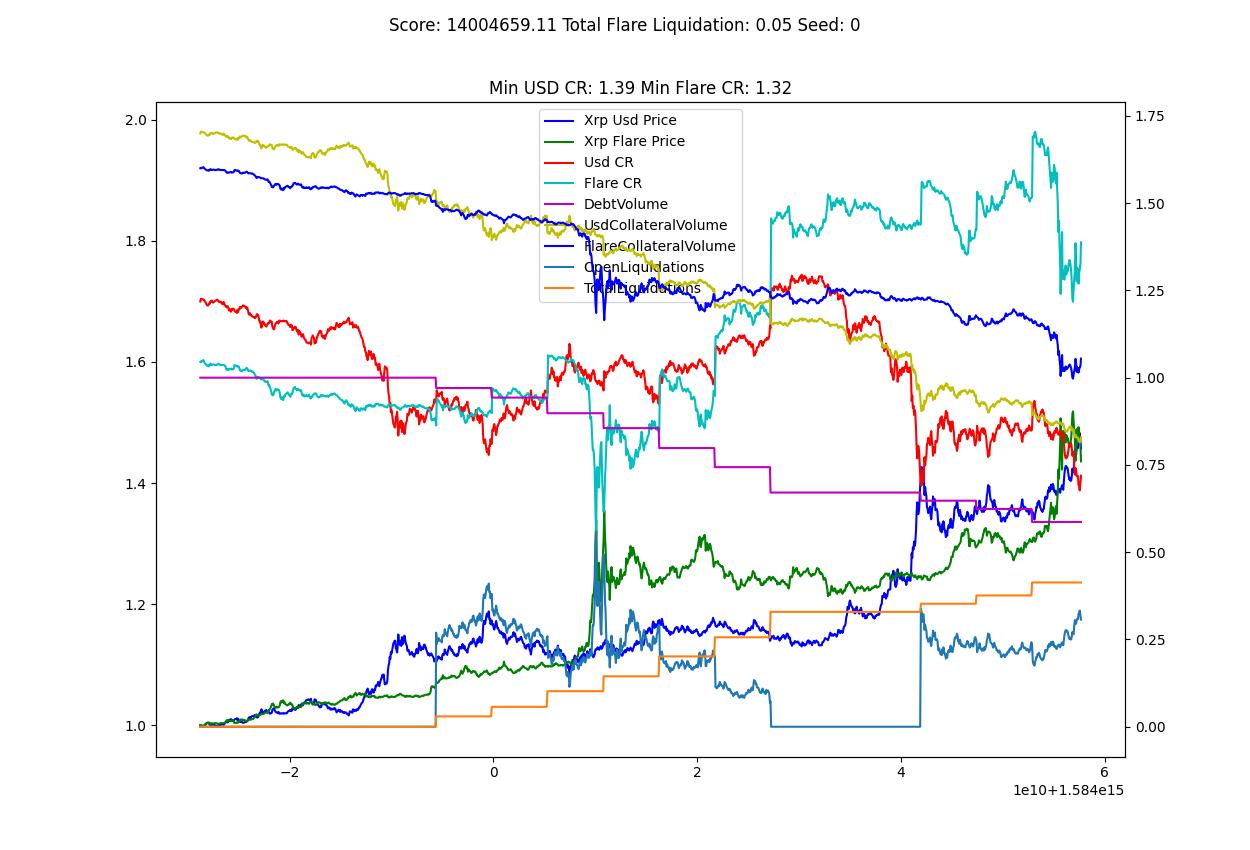 Score: 14004659.11 Total Flare Liquidation: 0.05 Seed: 0
Min USD CR: 1.39 Min Flare CR: 1.32
Xrp Usd Price
Xrp Flare Price
Usd CR
Flare CR
DebtVolume
UsdCollateralVolume
FlareCollateralVolume
OpenLiquidations
TotalLiquidations
2.0
1.8
1.6
1.4
1.2
1.0
1.75
1.50
1.25
1.00
0.75
0.50
0.25
0.00
−2
0
2
4
6
1e10+1.584e15